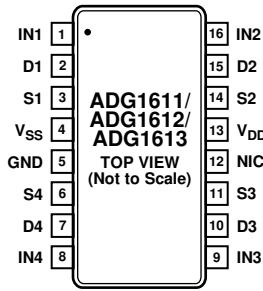 IN1 1 16 IN2
D1 2 15 D2
S1 3 14 S2
VSS 4 13 VDD
GND 5 12 NIC
S4 6 11 S3
D4 7 10 D3
IN4 8 9 IN3
ADG1611/
ADG1612/
ADG1613
TOP VIEW
(Not to Scale)